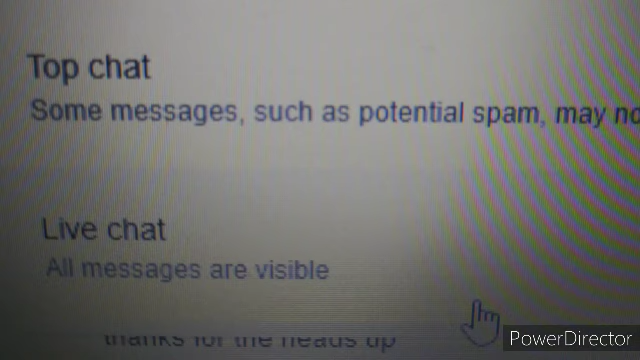 Top chat
Some messages, such as potential spam, may no
Live chat
All messages are visible
thanks for the heads up
PowerDirector